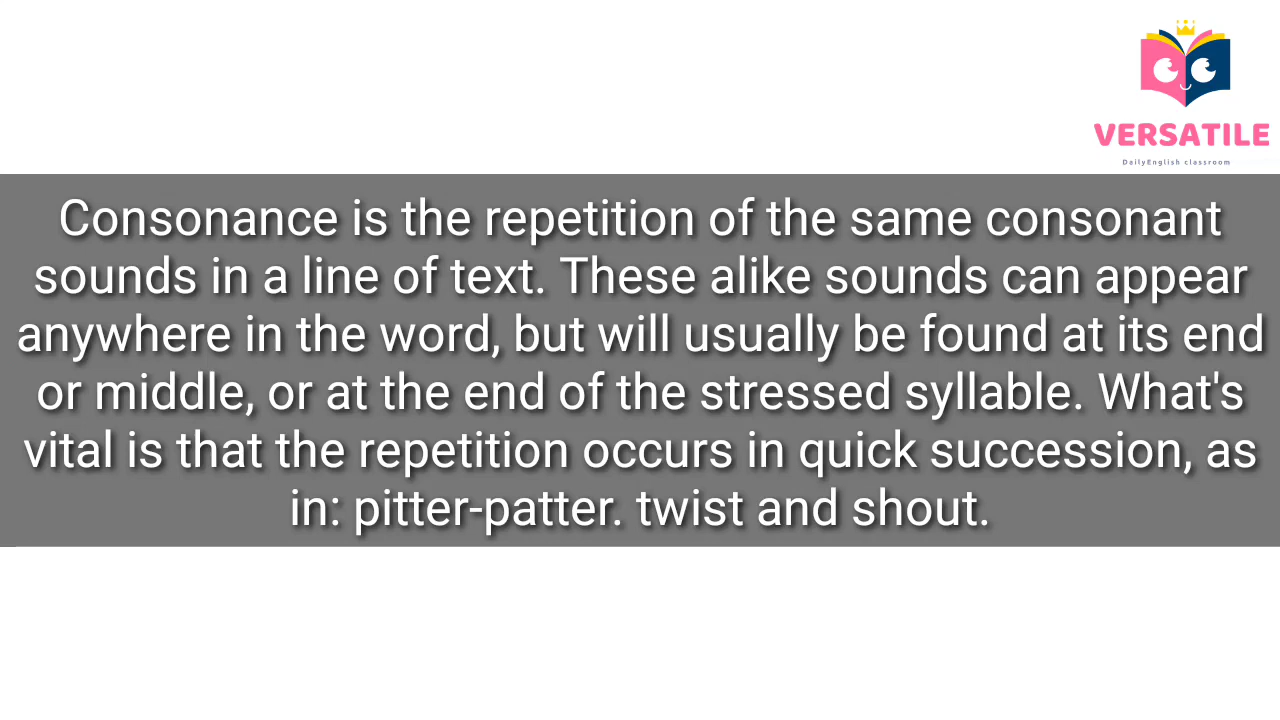 VERSATILE
DailyEnglish classroom
Consonance is the repetition of the same consonant
sounds in a line of text. These alike sounds can appear
anywhere in the word, but will usually be found at its end
or middle, or at the end of the stressed syllable. What's
vital is that the repetition occurs in quick succession, as
in: pitter-patter. twist and shout.